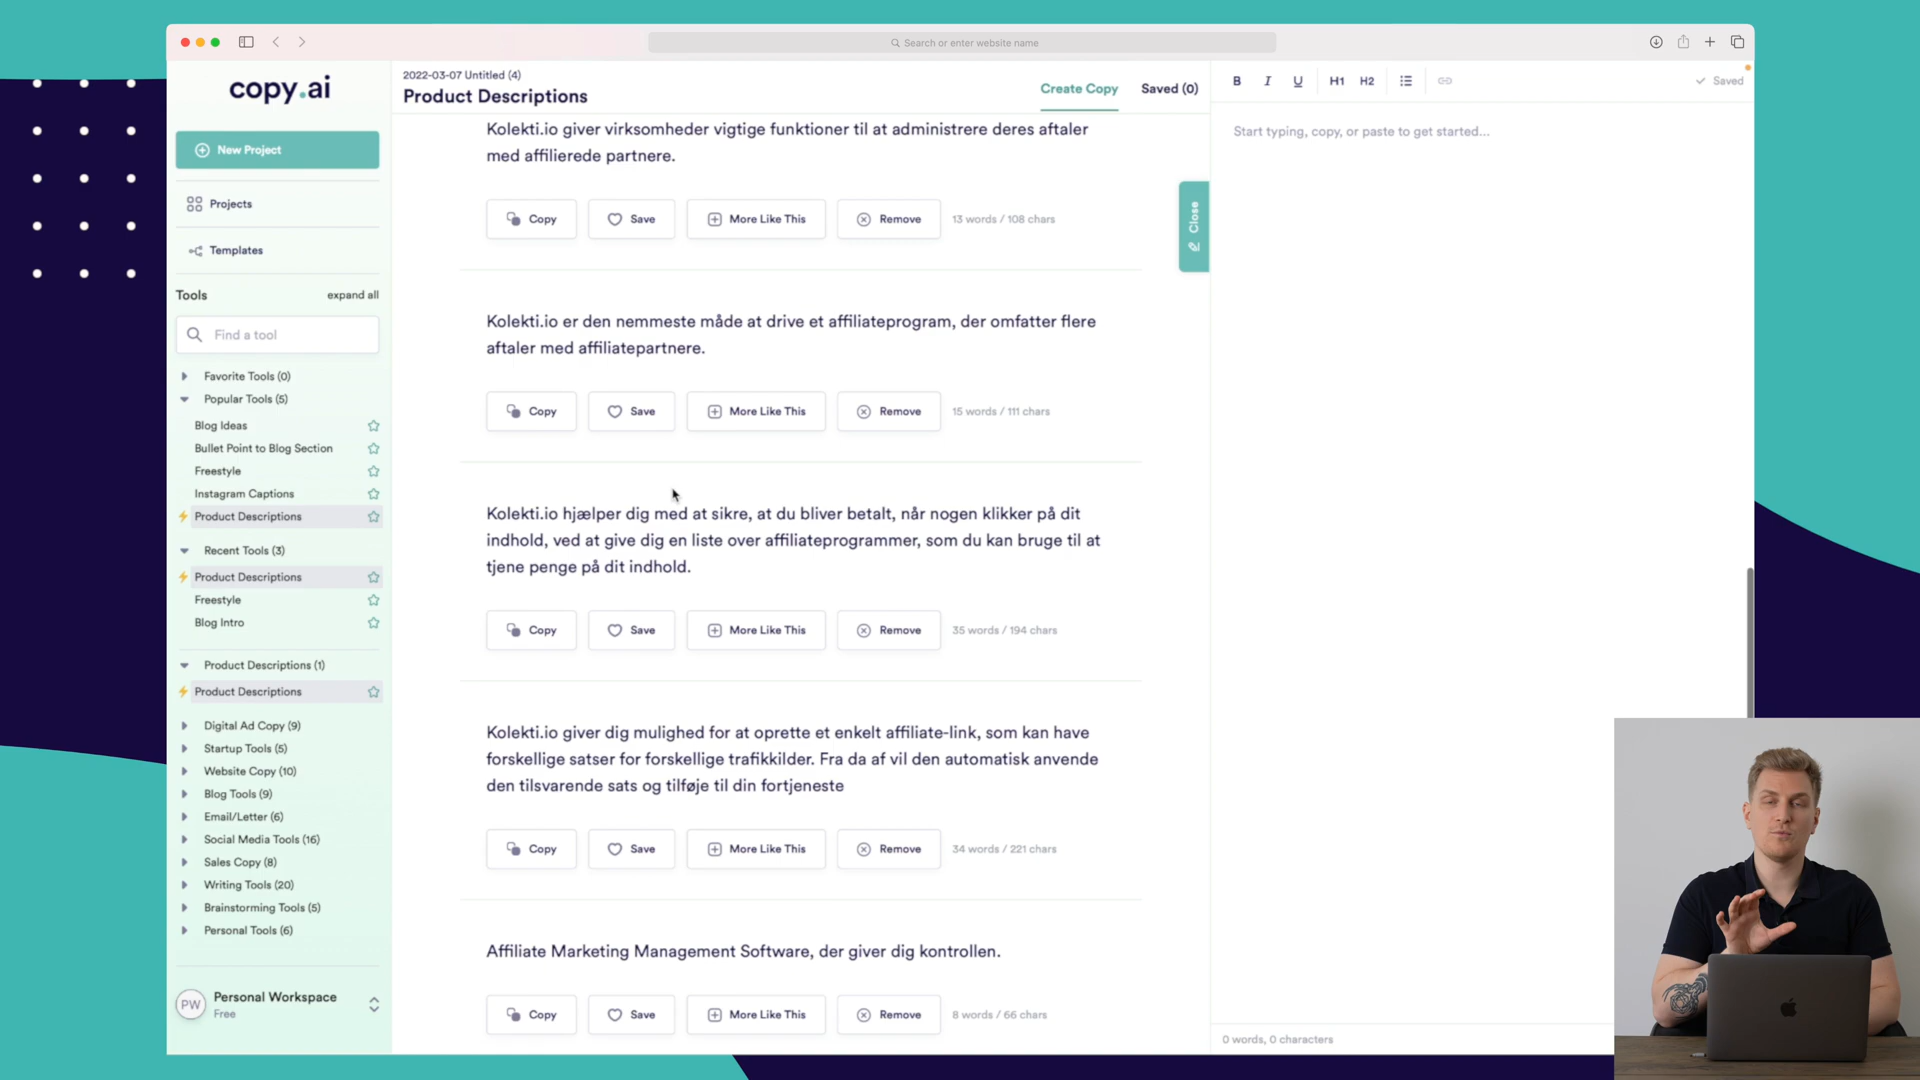 Search or enter website name
copy.ai
New Project
Projects
Templates
Tools
expand all
Find a tool
Favorite Tools (0)
Popular Tools (5)
Blog Ideas
Bullet Point to Blog Section
Freestyle
Instagram Captions
Product Descriptions
Recent Tools (3)
Product Descriptions
Freestyle
Blog Intro
Product Descriptions (1)
Product Descriptions
Digital Ad Copy (9)
Startup Tools (5)
Website Copy (10)
Blog Tools (9)
Email/Letter (6)
Social Media Tools (16)
Sales Copy (8)
Writing Tools (20)
Brainstorming Tools (5)
Personal Tools (6)
PW
Personal Workspace
Free
2022-03-07 Untitled (4)
Product Descriptions
Create Copy
Saved (0)
Kolekti.io giver virksomheder vigtige funktioner til at administrere deres aftaler
med affilierede partnere.
Copy Save More Like This Remove 13 words / 108 chars
Kolekti.io er den nemmeste måde at drive et affiliateprogram, der omfatter flere
aftaler med affiliatepartnere.
Copy Save More Like This Remove 15 words / 111 chars
Kolekti.io hjælper dig med at sikre, at du bliver betalt, når nogen klikker på dit
indhold, ved at give dig en liste over affiliateprogrammer, som du kan bruge til at
tjene penge på dit indhold.
Copy Save More Like This Remove 35 words / 194 chars
Kolekti.io giver dig mulighed for at oprette et enkelt affiliate-link, som kan have
forskellige satser for forskellige trafikkilder. Fra da af vil den automatisk anvende
den tilsvarende sats og tilføje til din fortjeneste
Copy Save More Like This Remove 34 words / 221 chars
Affiliate Marketing Management Software, der giver dig kontrollen.
Copy Save More Like This Remove 8 words / 66 chars
Close
B I U H1 H2
Saved
Start typing, copy, or paste to get started...
0 words, 0 characters